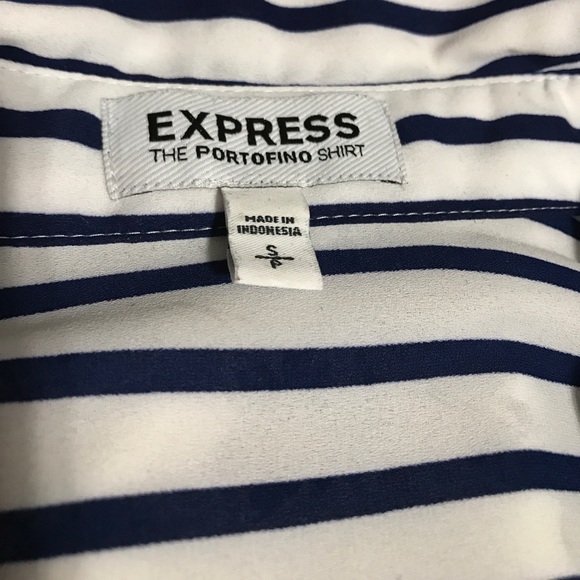 EXPRESS
THE PORTOFINO SHIRT
MADE IN
INDONESIA
S
P